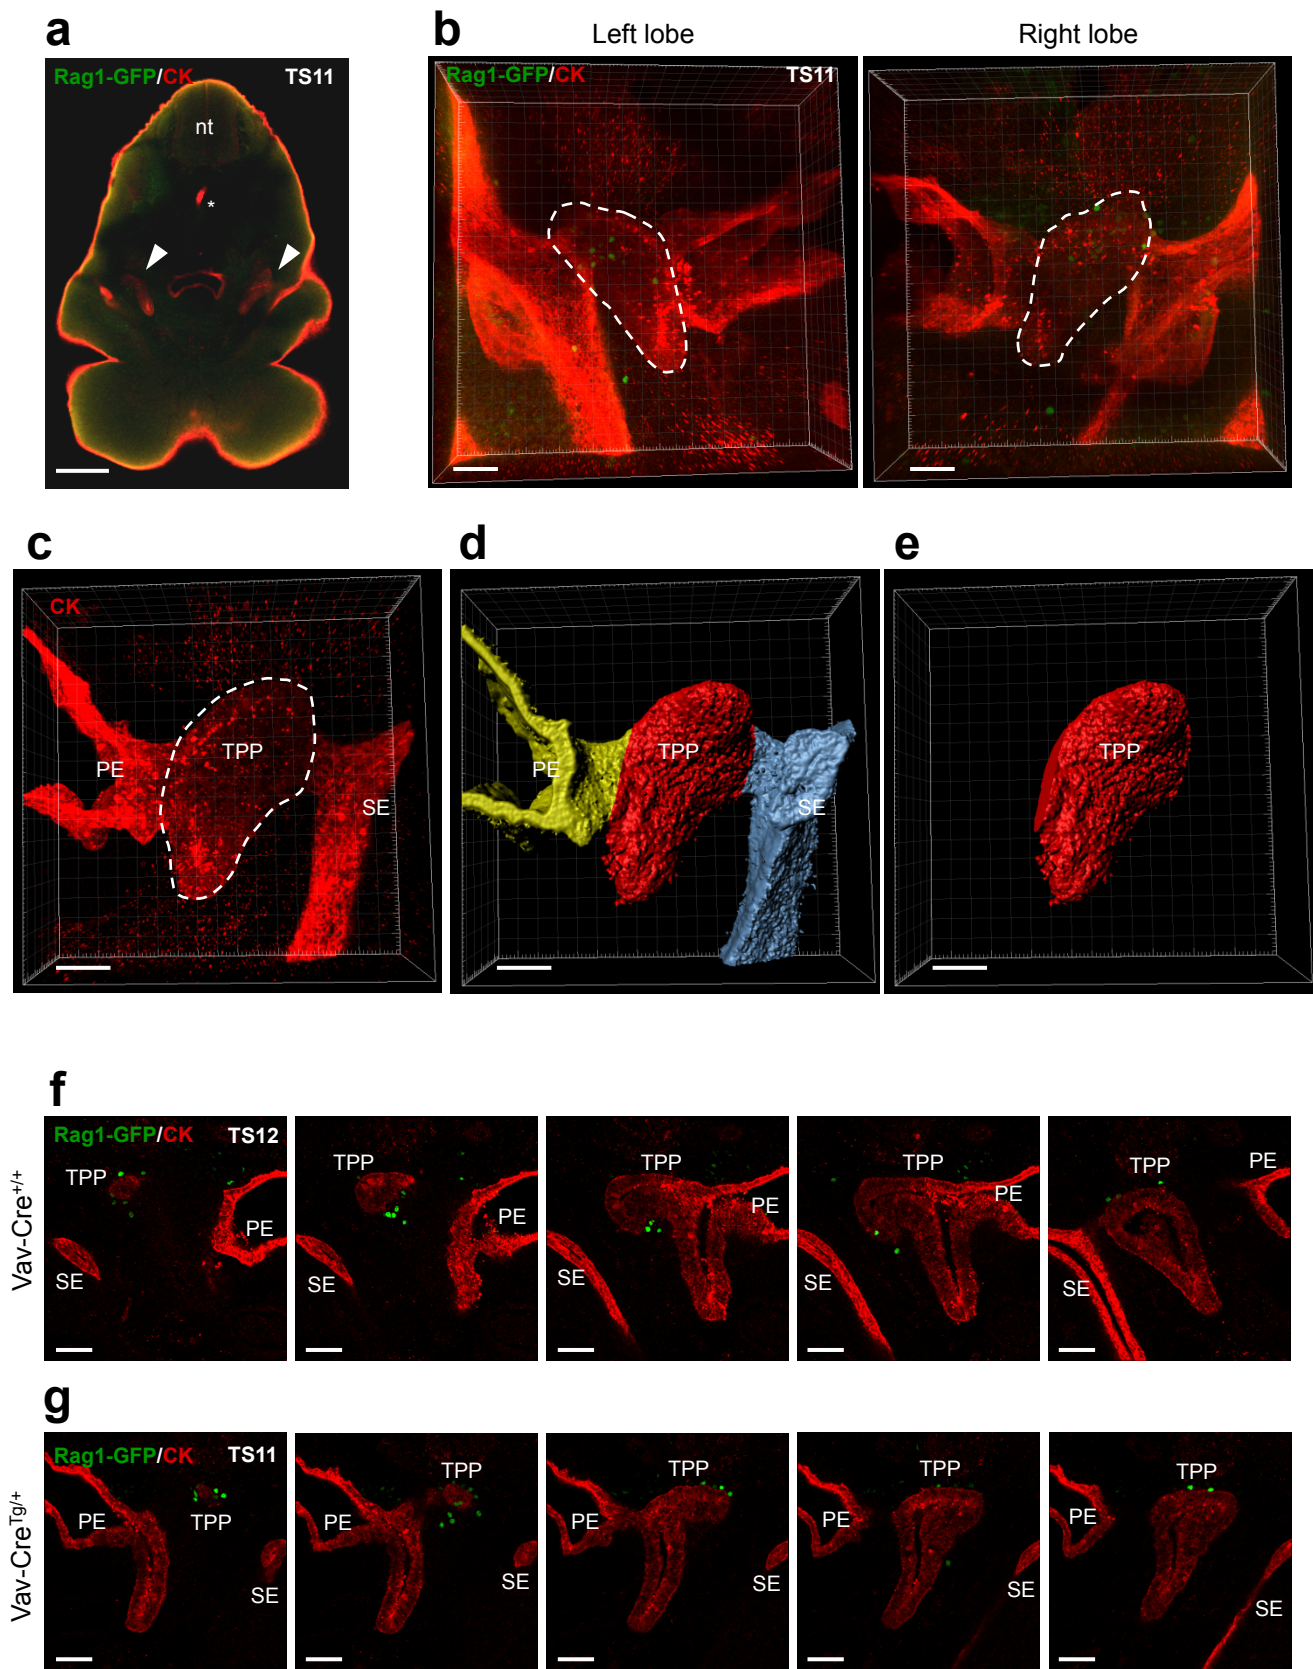 a
Rag1-GFP/CK TS11
nt
*
b
Left lobe
Right lobe
Rag1-GFP/CK TS11
c
CK
PE
TPP
SE
d
PE
TPP
SE
e
TPP
f
Vav-Cre+/+
Rag1-GFP/CK TS12
TPP
PE
SE
TPP
PE
SE
TPP
PE
SE
TPP
PE
SE
TPP
PE
SE
g
Vav-CreTg/+
Rag1-GFP/CK TS11
PE
TPP
SE
TPP
PE
SE
TPP
PE
SE
TPP
PE
SE
TPP
PE
SE